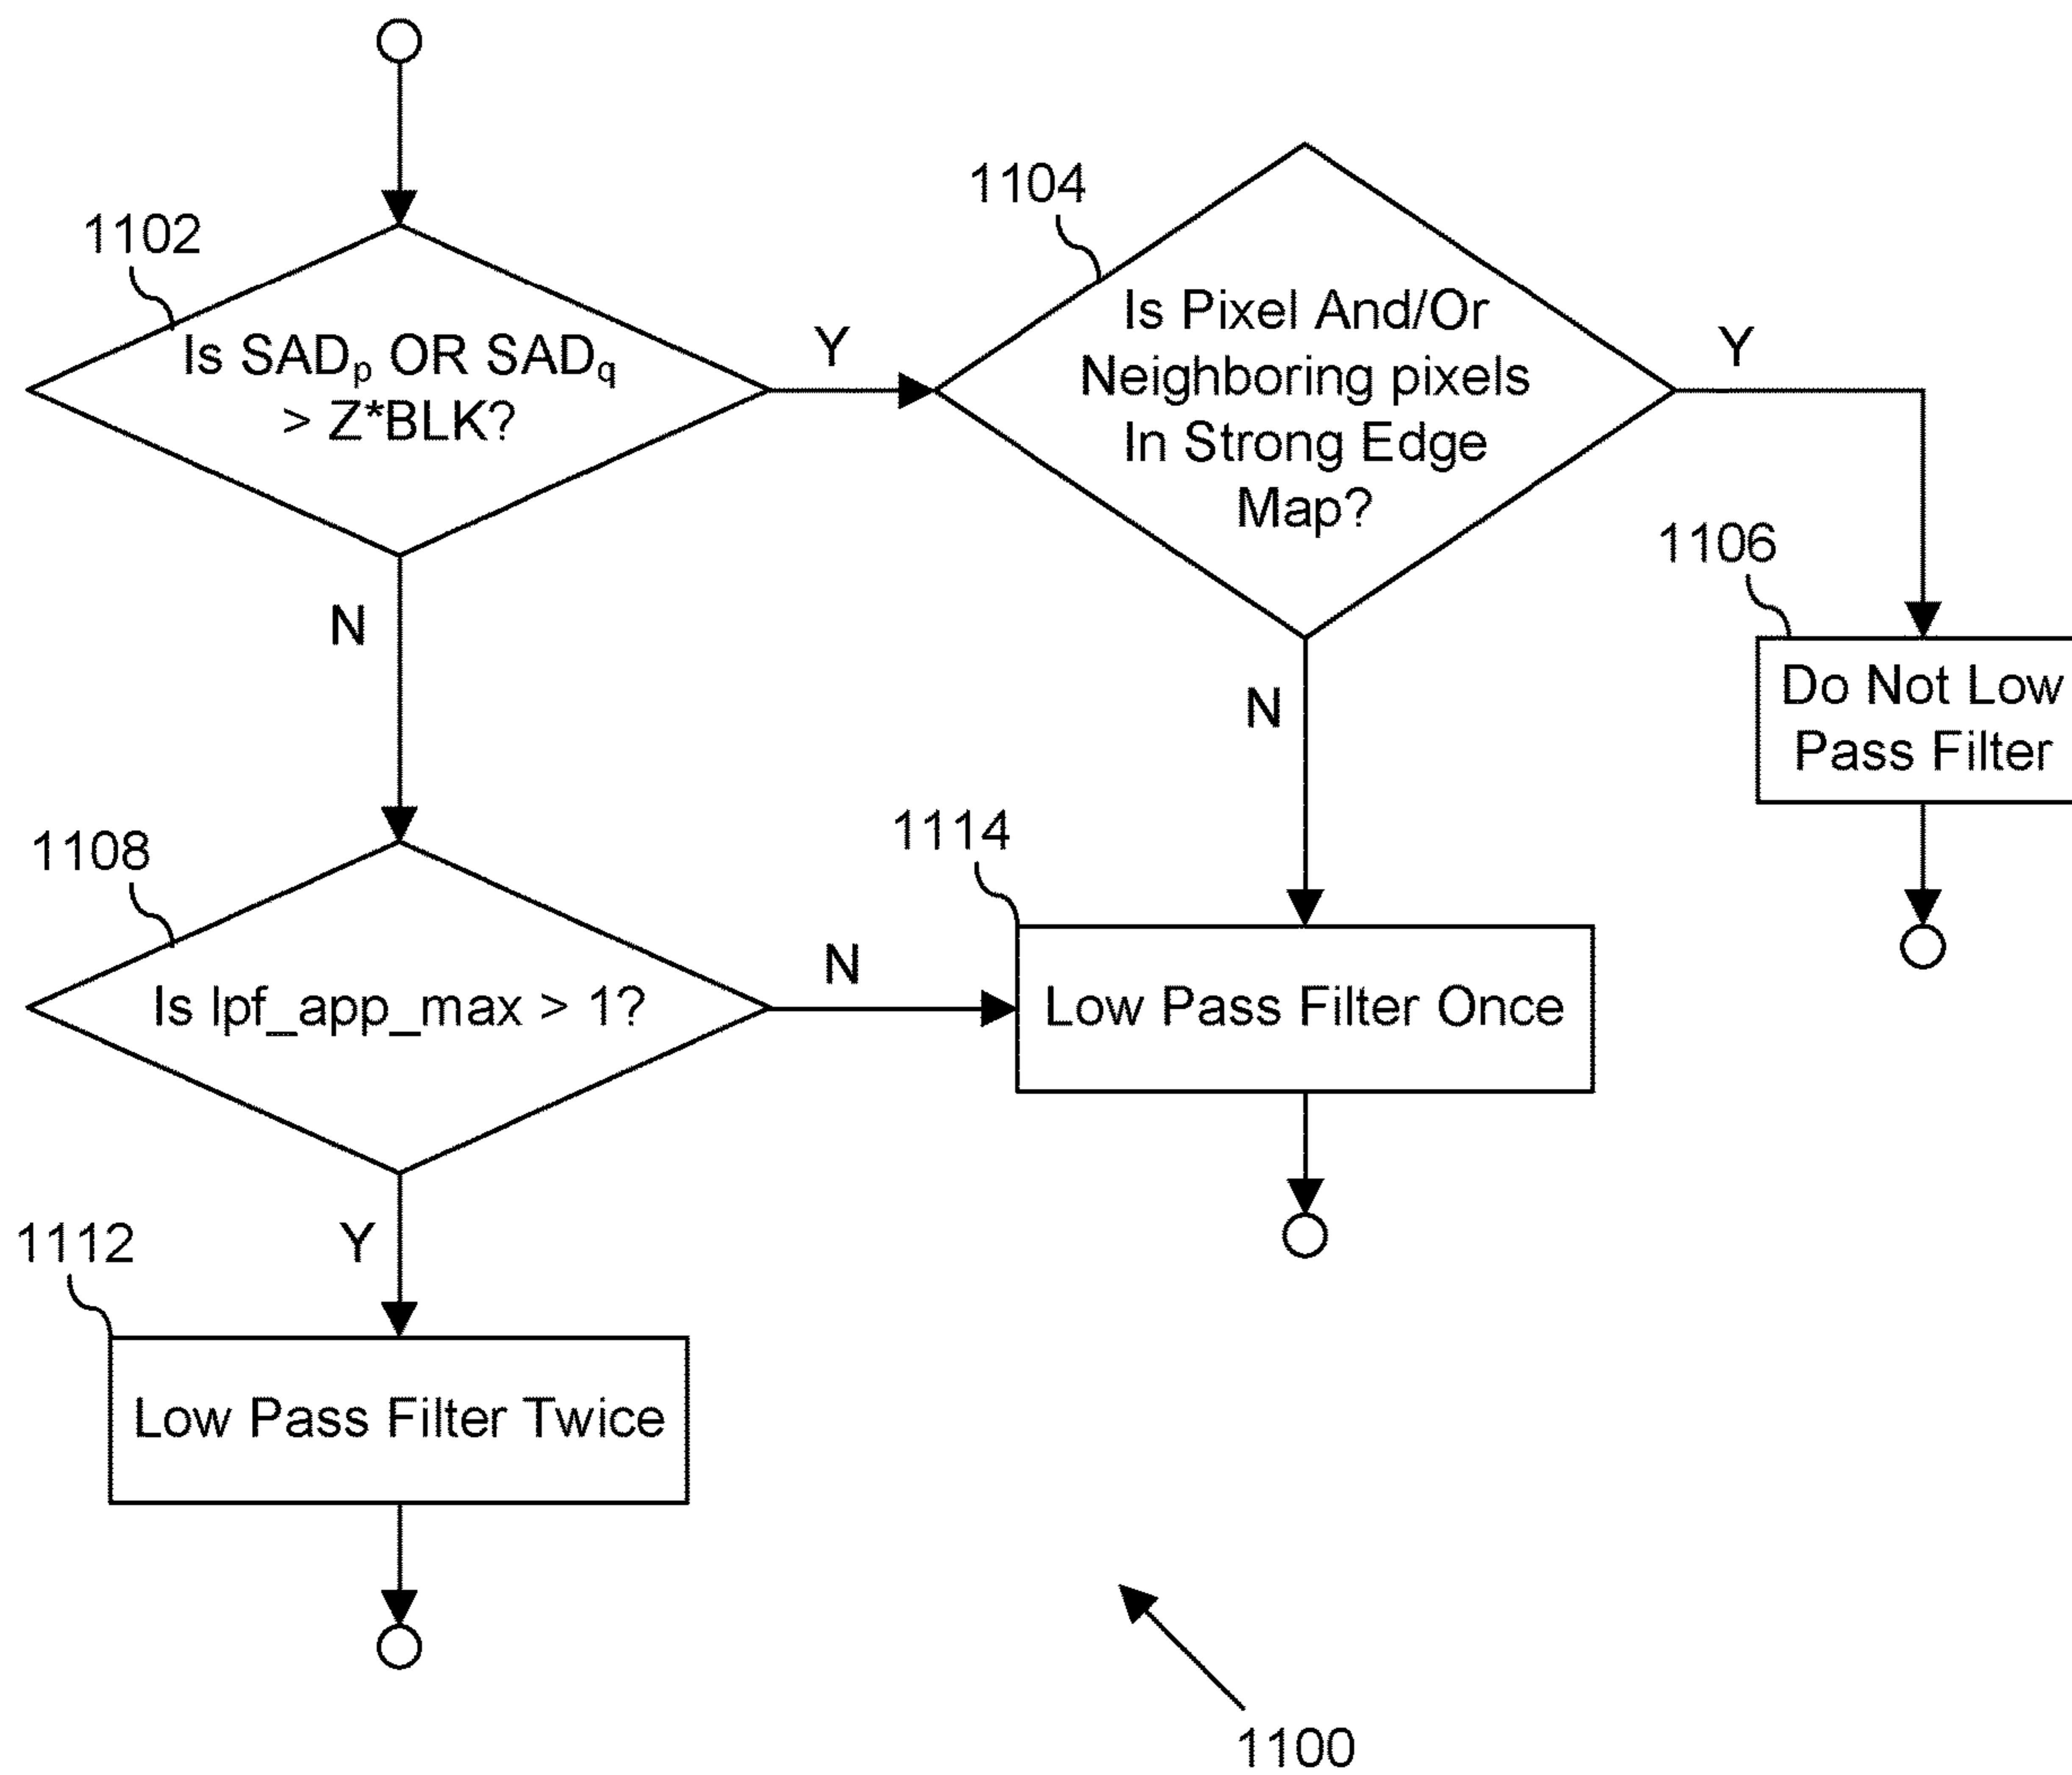 1102
Is SADp OR SADq
> Z*BLK?
Y
N
1104
Is Pixel And/Or
Neighboring pixels
In Strong Edge
Map?
Y
N
1106
Do Not Low
Pass Filter
1108
Is lpf_app_max > 1?
N
Y
1114
Low Pass Filter Once
1112
Low Pass Filter Twice
1100